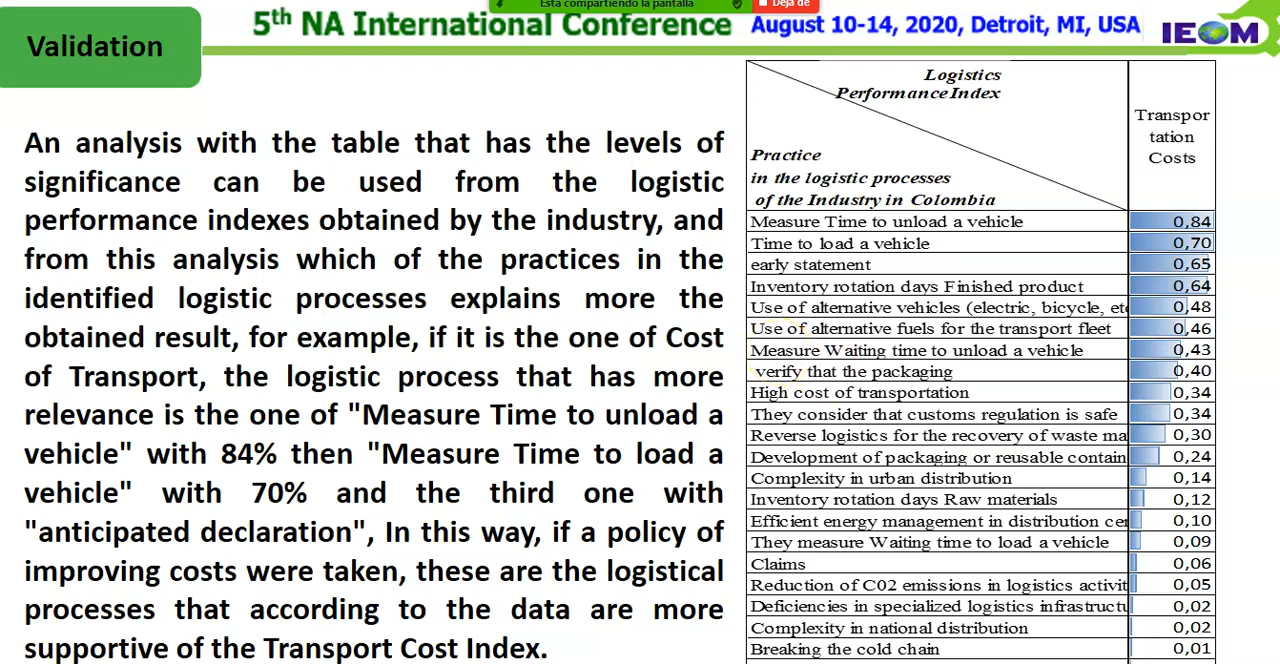 Está compartiendo la pantalla
Deja de
5th NA International Conference August 10-14, 2020, Detroit, MI, USA
IEOM
Validation
An analysis with the table that has the levels of
significance can be used from the logistic
performance indexes obtained by the industry, and
from this analysis which of the practices in the
identified logistic processes explains more the
obtained result, for example, if it is the one of Cost
of Transport, the logistic process that has more
relevance is the one of "Measure Time to unload a
vehicle" with 84% then "Measure Time to load a
vehicle" with 70% and the third one with
"anticipated declaration", In this way, if a policy of
improving costs were taken, these are the logistical
processes that according to the data are more
supportive of the Transport Cost Index.
Logistics
Performance Index
Practice
in the logistic processes
of the Industry in Colombia
Transpor
tation
Costs
Measure Time to unload a vehicle 0,84
Time to load a vehicle 0,70
early statement 0,65
Inventory rotation days Finished product 0,64
Use of alternative vehicles (electric, bicycle, etc 0,48
Use of alternative fuels for the transport fleet 0,46
Measure Waiting time to unload a vehicle 0,43
verify that the packaging 0,40
High cost of transportation 0,34
They consider that customs regulation is safe 0,34
Reverse logistics for the recovery of waste ma 0,30
Development of packaging or reusable contain 0,24
Complexity in urban distribution 0,14
Inventory rotation days Raw materials 0,12
Efficient energy management in distribution cen 0,10
They measure Waiting time to load a vehicle 0,09
Claims 0,06
Reduction of C02 emissions in logistics activit 0,05
Deficiencies in specialized logistics infrastructu 0,02
Complexity in national distribution 0,02
Breaking the cold chain 0,01